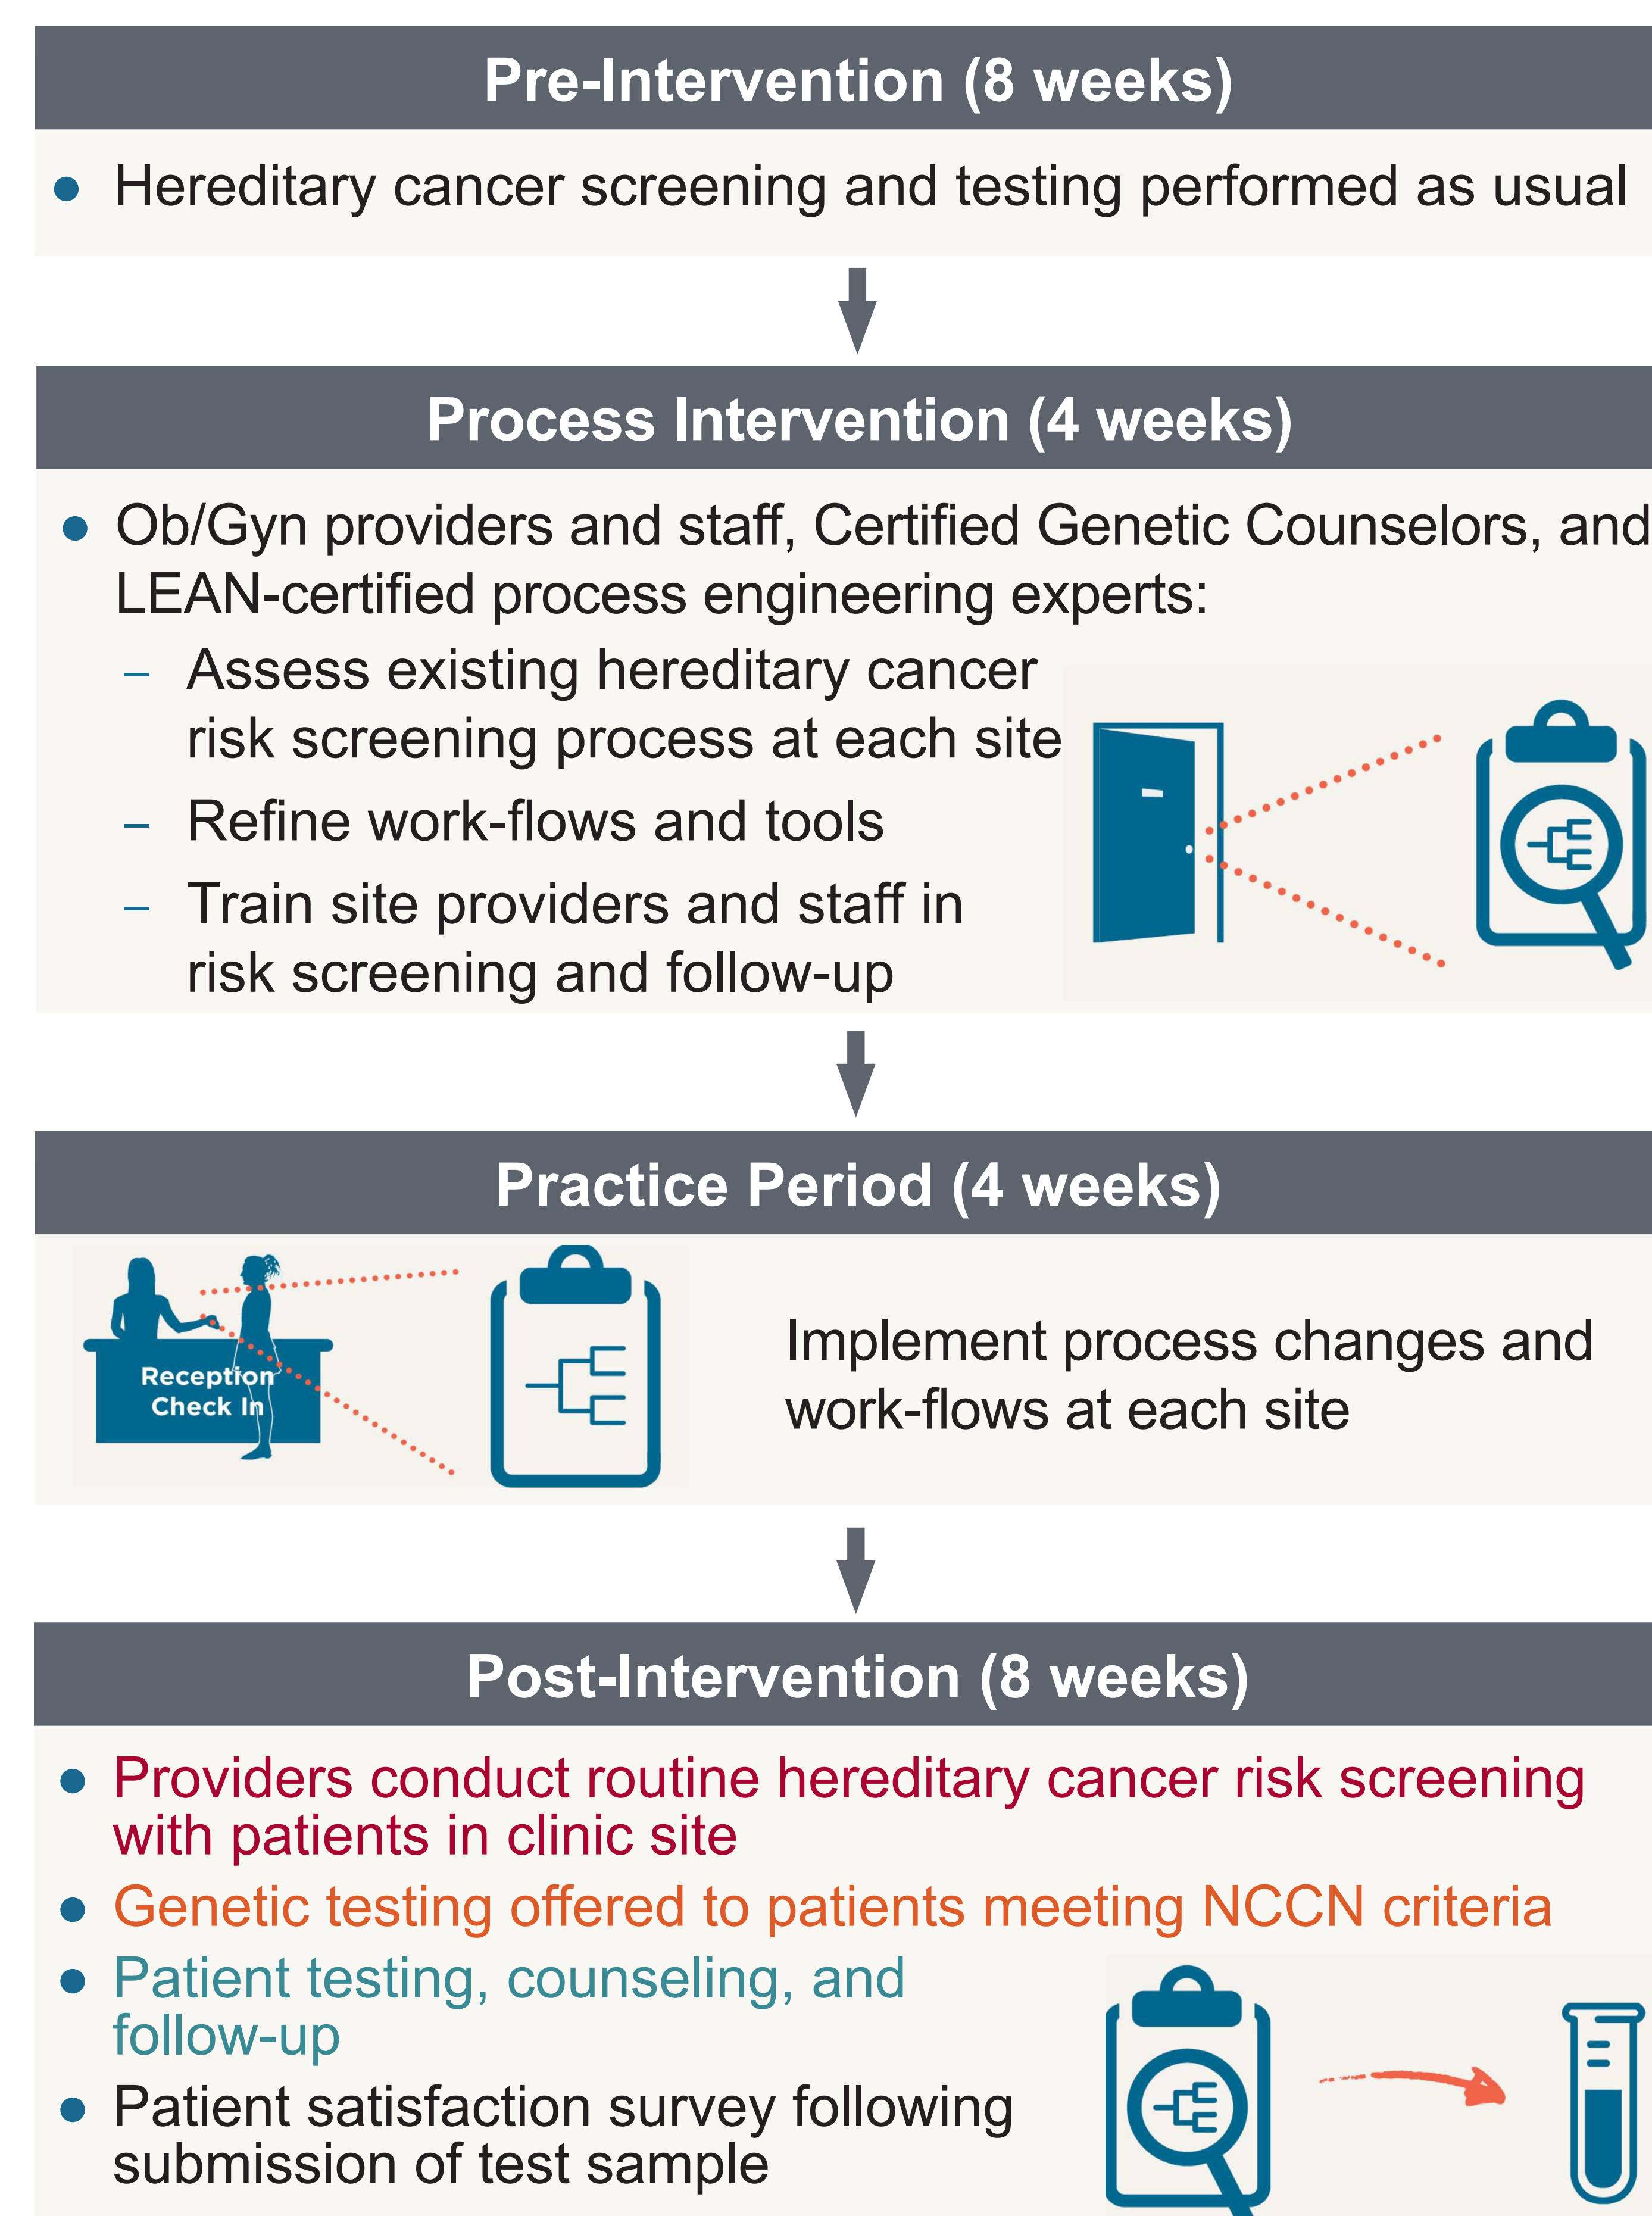 Pre-Intervention (8 weeks)
● Hereditary cancer screening and testing performed as usual
Process Intervention (4 weeks)
● Ob/Gyn providers and staff, Certified Genetic Counselors, and
LEAN-certified process engineering experts:
– Assess existing hereditary cancer
risk screening process at each site
– Refine work-flows and tools
– Train site providers and staff in
risk screening and follow-up
Practice Period (4 weeks)
Reception
Check In
Implement process changes and
work-flows at each site
Post-Intervention (8 weeks)
● Providers conduct routine hereditary cancer risk screening
with patients in clinic site
● Genetic testing offered to patients meeting NCCN criteria
● Patient testing, counseling, and
follow-up
● Patient satisfaction survey following
submission of test sample